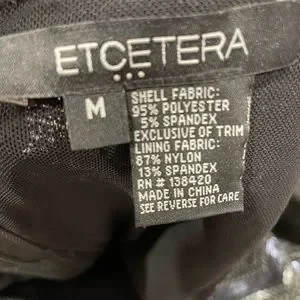 ETCETERA
M
SHELL FABRIC:
95% POLYESTER
5% SPANDEX
EXCLUSIVE OF TRIM
LINING FABRIC:
87% NYLON
13% SPANDEX
RN # 138420
MADE IN CHINA
SEE REVERSE FOR CARE